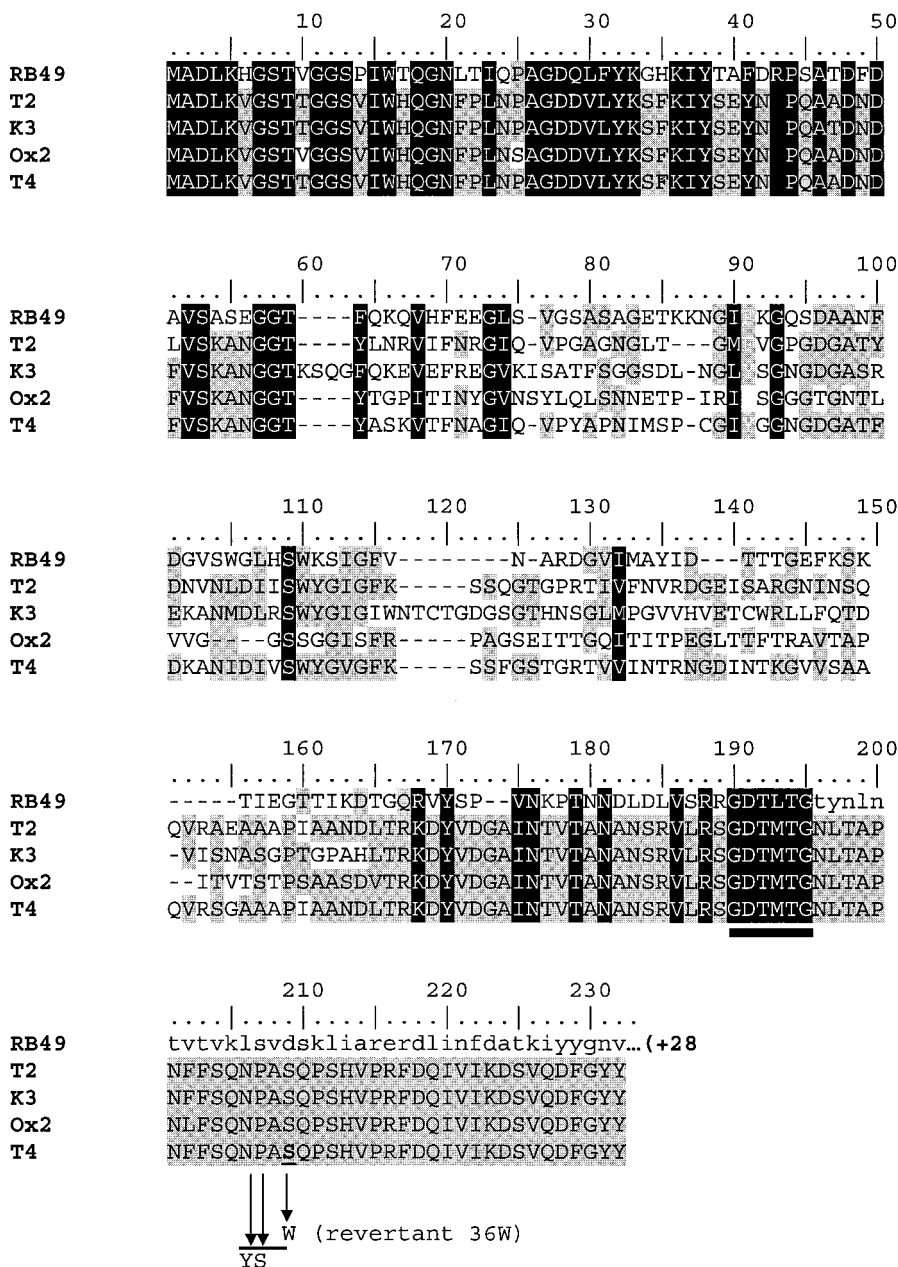 10 20 30 40 50
RB49 MADLKHGSTVGGSPIWTQGNLTIQPAGDQLFYKGHKIYTAFDRPSATDFD
T2 MADLKVGSTTGGSVIWHQGNFPLNPAGDDVLYKSFKIYSEYN PQAADND
K3 MADLKVGSTTGGSVIWHQGNFPLNPAGDDVLYKSFKIYSEYN PQATDND
Ox2 MADLKVGSTVGGSVIWHQGNFPLNSAGDDVLYKSFKIYSEYN PQAADND
T4 MADLKVGSTTGGSVIWHQGNFPLNPAGDDVLYKSFKIYSEYN PQAADND
60 70 80 90 100
RB49 AVSASEGGT----FQKQVHFEEGLS-VGSASAGETKKNGI KGQSDAANF
T2 LVSKANGGT----YLNRVIFNRGIQ-VPGAGNGLT---GM VGPGDGATY
K3 FVSKANGGTKSQGFQKEVEFREGVKISATFSGGSDL-NGL SGNGDGASR
Ox2 FVSKANGGT----YTGPITINYGVNSYLQLSNNETP-IRI SGGGTGNTL
T4 FVSKANGGT----YASKVTFNAGIQ-VPYAPNIMSP-CGI GGNGDGATF
110 120 130 140 150
RB49 DGVSWGLHSWKSIGFV--------N-ARDGVIMAYID---TTTGEFKSK
T2 DNVNLDIISWYGIGFK-----SSQGTGPRTIVFNVRDGEISARGNINSQ
K3 EKANMDLRSWYGIGIWNTCTGDGSGTHNSGLMPGVVHVETCWRLLFQTD
Ox2 VVG---GSSGGISFR-----PAGSEITTGQITITPEGLTTFTRAVTAP
T4 DKANIDIVSWYGVGFK-----SSFGSTGRTVVINTRNGDINTKGVVSAA
160 170 180 190 200
RB49 -----TIEGTTIKDTGQRVYSP--VNKPTNNDLDLVSRRGDTLTGtynln
T2 QVRAEAAAPIAANDLTRKDYVDGAINTVTANANSRVLRSGDTMTGNLTAP
K3 -VISNASGPTGPAHLTRKDYVDGAINTVTANANSRVLRSGDTMTGNLTAP
Ox2 --ITVTSTPSAASDVTRKDYVDGAINTVTANANSRVLRSGDTMTGNLTAP
T4 QVRSGAAAPIAANDLTRKDYVDGAINTVTANANSRVLRSGDTMTGNLTAP
210 220 230
RB49 tvtvklsvdskliarerdlinfdatkiyygnv...(+28
T2 NFFSQNPASQPSHVPRFDQIVIKDSVQDFGYY
K3 NFFSQNPASQPSHVPRFDQIVIKDSVQDFGYY
Ox2 NLFSQNPASQPSHVPRFDQIVIKDSVQDFGYY
T4 NFFSQNPASQPSHVPRFDQIVIKDSVQDFGYY
W (revertant 36W)
YS